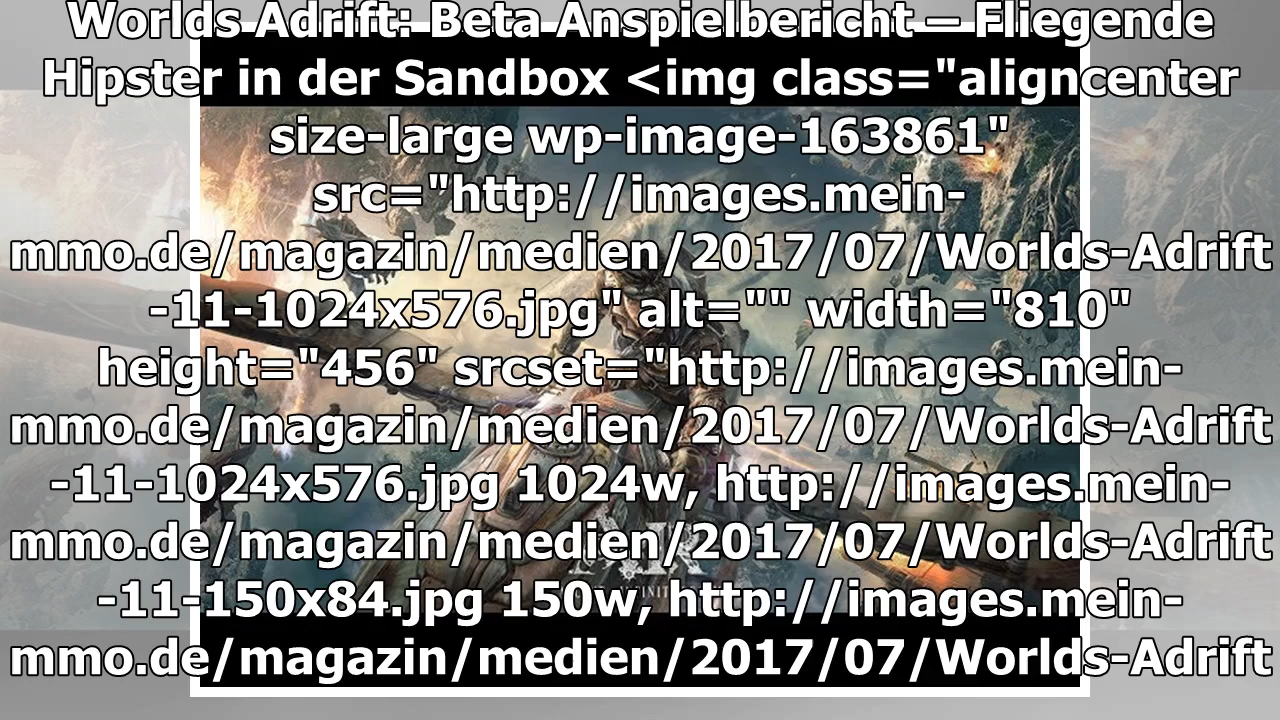 Worlds Adrift: Beta Anspielbericht — Fliegende
Hipster in der Sandbox <img class="aligncenter
size-large wp-image-163861"
src="http://images.mein-
mmo.de/magazin/medien/2017/07/Worlds-Adrift
-11-1024x576.jpg" alt="" width="810"
height="456" srcset="http://images.mein-
mmo.de/magazin/medien/2017/07/Worlds-Adrift
-11-1024x576.jpg 1024w, http://images.mein-
mmo.de/magazin/medien/2017/07/Worlds-Adrift
-11-150x84.jpg 150w, http://images.mein-
mmo.de/magazin/medien/2017/07/Worlds-Adrift